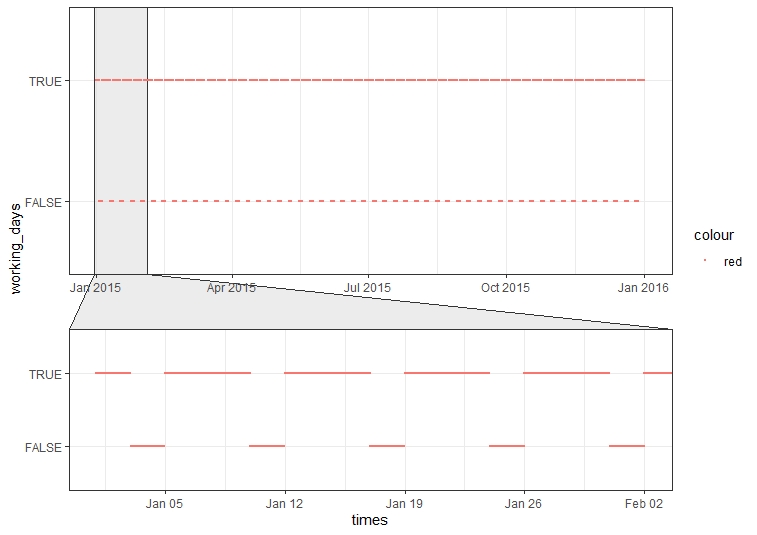 TRUE
FALSE
working_days
Jan 2015
Apr 2015
Jul 2015
Oct 2015
Jan 2016
colour
red
TRUE
FALSE
Jan 05
Jan 12
Jan 19
Jan 26
Feb 02
times